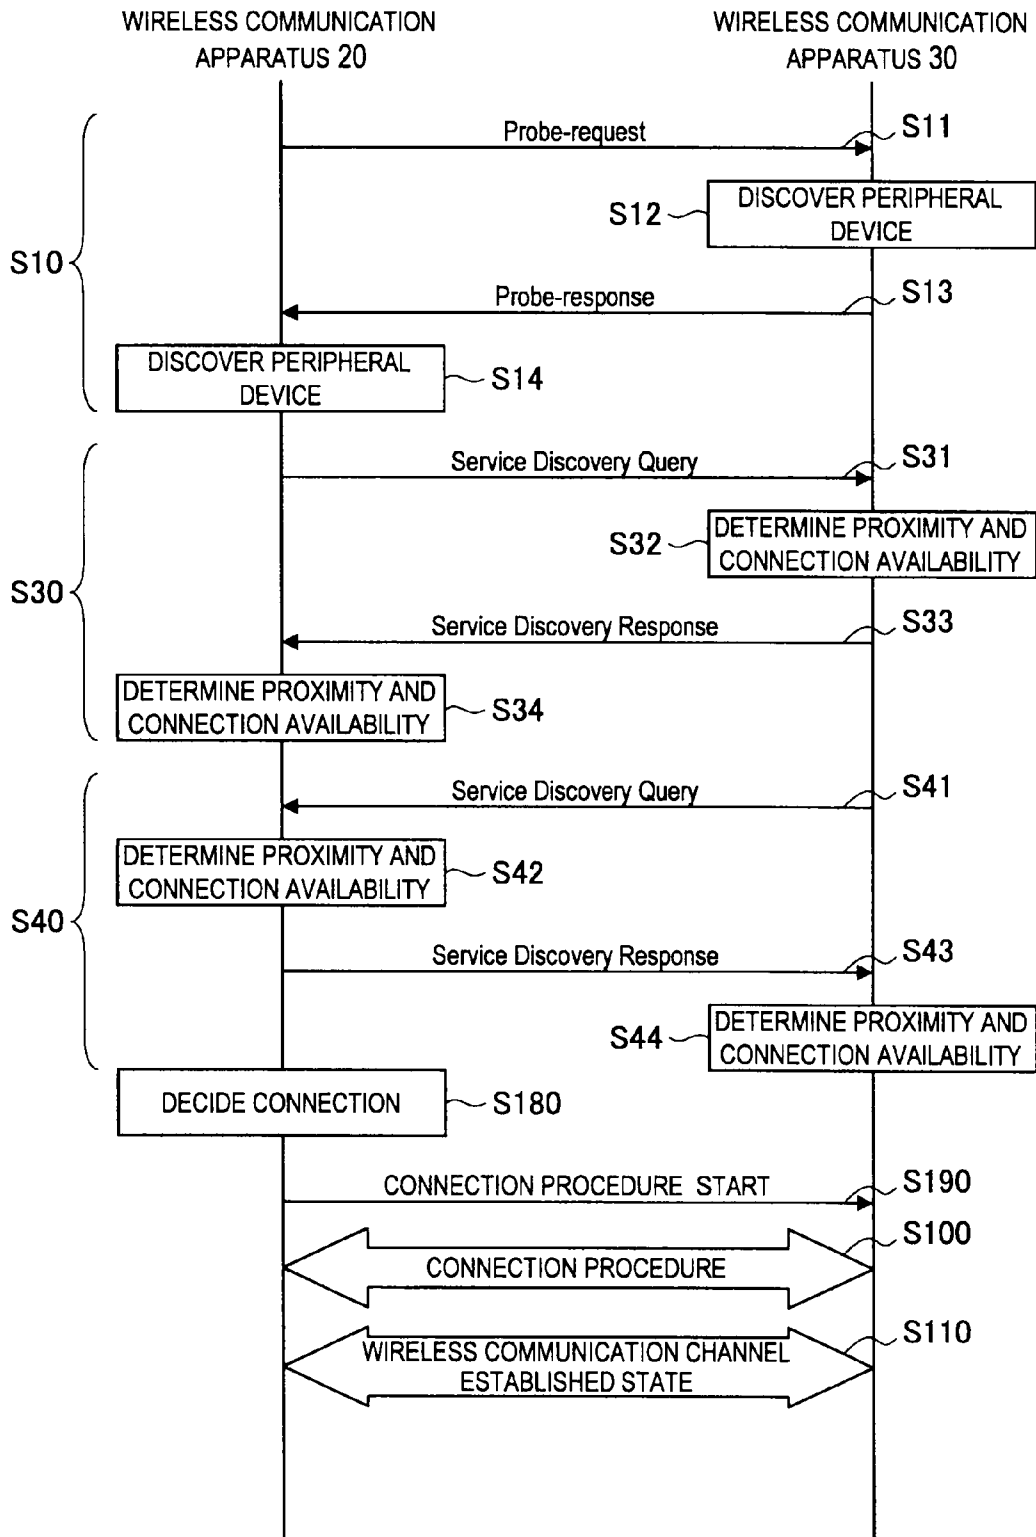 WIRELESS COMMUNICATION
APPARATUS 20
WIRELESS COMMUNICATION
APPARATUS 30
Probe-request
S11
S12
DISCOVER PERIPHERAL
DEVICE
S10
Probe-response
S13
DISCOVER PERIPHERAL
DEVICE
S14
Service Discovery Query
S31
S32
DETERMINE PROXIMITY AND
CONNECTION AVAILABILITY
S30
Service Discovery Response
S33
DETERMINE PROXIMITY AND
CONNECTION AVAILABILITY
S34
Service Discovery Query
S41
DETERMINE PROXIMITY AND
CONNECTION AVAILABILITY
S42
S40
Service Discovery Response
S43
S44
DETERMINE PROXIMITY AND
CONNECTION AVAILABILITY
DECIDE CONNECTION
S180
CONNECTION PROCEDURE START
S190
CONNECTION PROCEDURE
S100
WIRELESS COMMUNICATION CHANNEL
ESTABLISHED STATE
S110